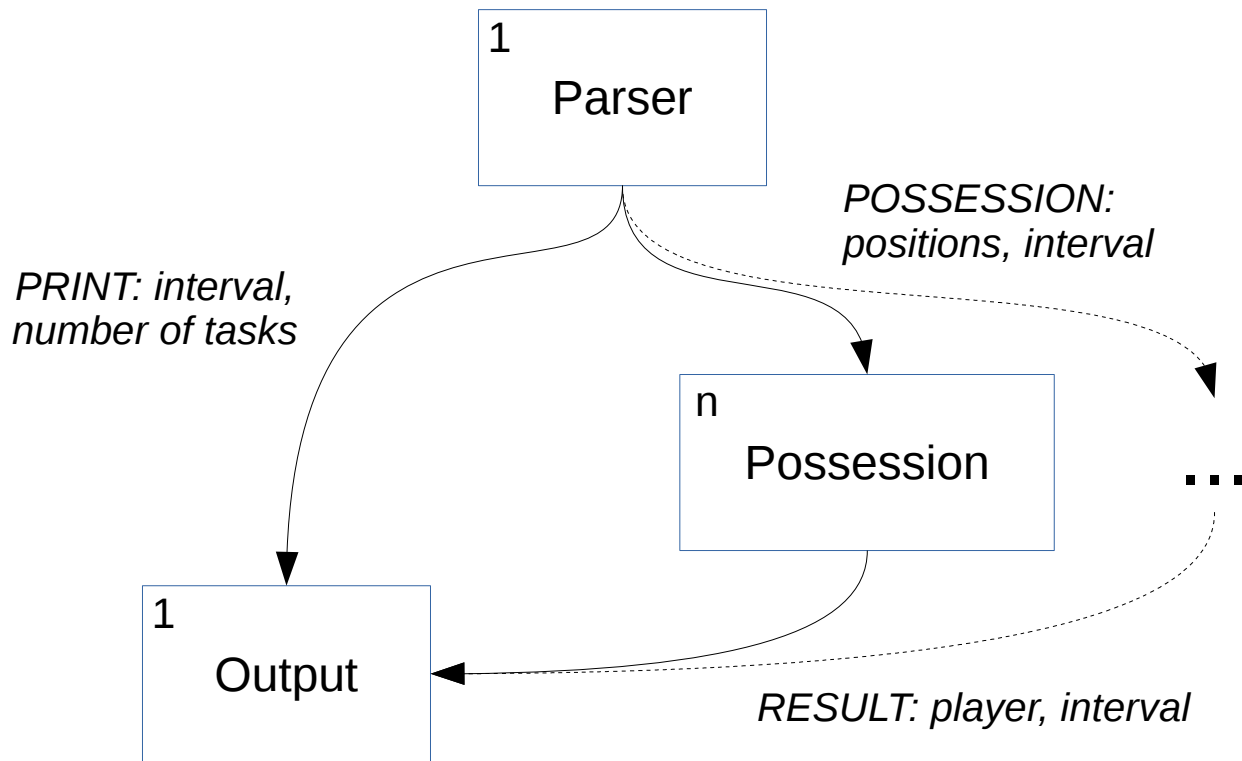 1
Parser
POSSESSION:
positions, interval
PRINT: interval,
number of tasks
n
Possession
...
1
Output
RESULT: player, interval